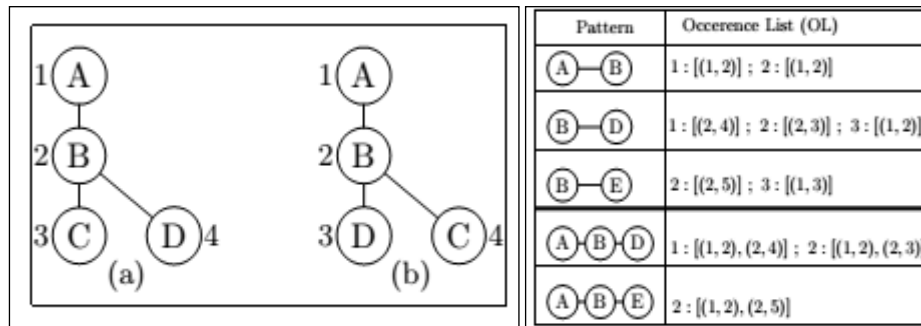 1 A
2 B
3 C D 4
(a)
1 A
2 B
3 D C 4
(b)
Pattern Occerence List (OL)
A B 1 : [(1, 2)] ; 2 : [(1, 2)]
B D 1 : [(2, 4)] ; 2 : [(2, 3)] ; 3 : [(1, 2)]
B E 2 : [(2, 5)] ; 3 : [(1, 3)]
A B D 1 : [(1, 2), (2, 4)] ; 2 : [(1, 2), (2, 3)
A B E 2 : [(1, 2), (2, 5)]